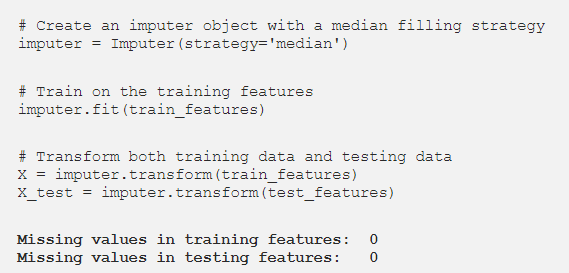 # Create an imputer object with a median filling strategy
imputer = Imputer(strategy='median')
# Train on the training features
imputer.fit(train_features)
# Transform both training data and testing data
X = imputer.transform(train_features)
X_test = imputer.transform(test_features)
Missing values in training features:  0
Missing values in testing features:   0